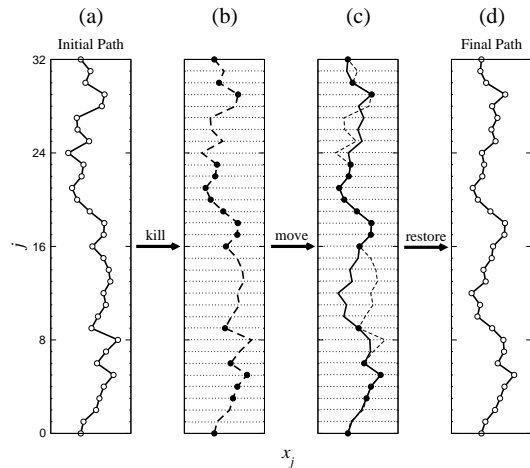 (a) (b) (c) (d)
Initial Path Final Path
32
24
j
16
kill move restore
8
0
x_j